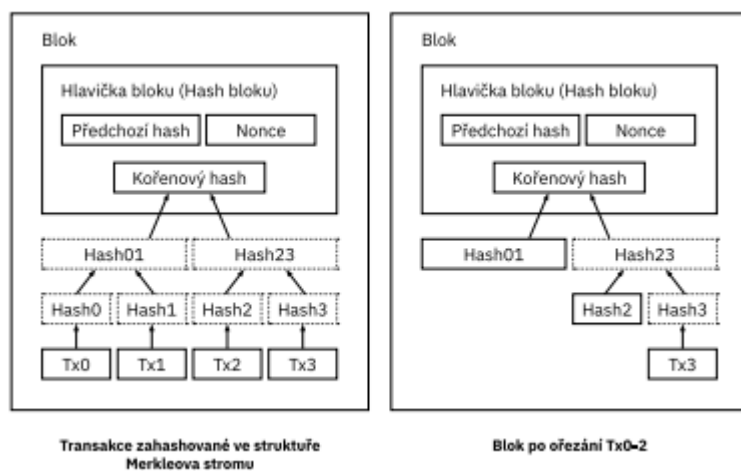 Blok
Hlavička bloku (Hash bloku)
Předchozí hash
Nonce
Kořenový hash
Hash01
Hash23
Hash0
Hash1
Hash2
Hash3
Tx0
Tx1
Tx2
Tx3
Transakce zahashované ve struktuře
Merkleova stromu
Blok
Hlavička bloku (Hash bloku)
Předchozí hash
Nonce
Kořenový hash
Hash01
Hash23
Hash2
Hash3
Tx3
Blok po ořezání Tx0-2